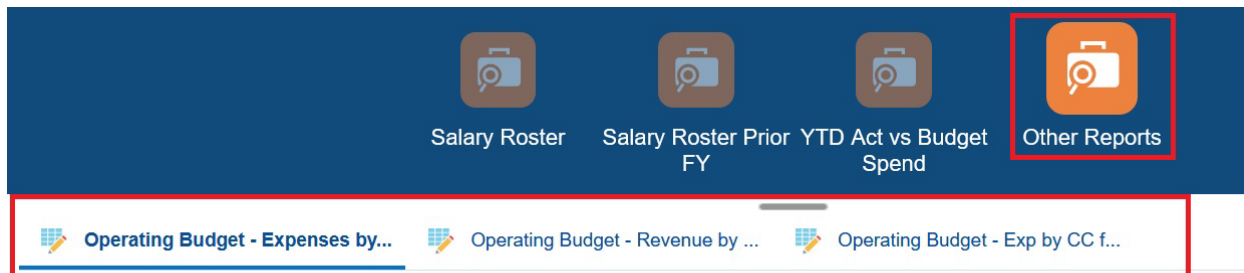 Salary Roster
Salary Roster Prior FY
YTD Act vs Budget Spend
Other Reports
Operating Budget - Expenses by...
Operating Budget - Revenue by ...
Operating Budget - Exp by CC f...